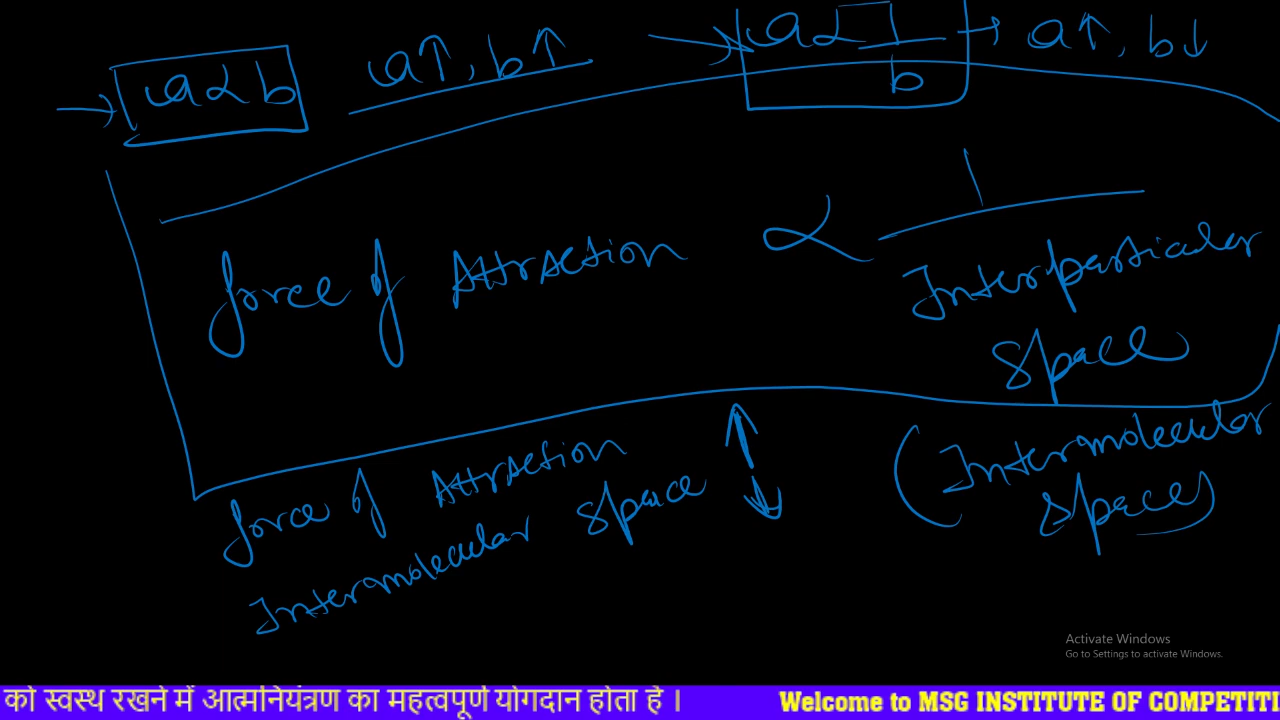 a α b a↑, b↑ a α 1/b → a↑, b↓
force of Attraction α 1/Interparticular
space
(Intermolecular
space)
force of Attraction ↑
Intermolecular space ↓
Activate Windows
Go to Settings to activate Windows.
को स्वस्थ रखने में आत्मनियंत्रण का महत्वपूर्ण योगदान होता है । Welcome to MSG INSTITUTE OF COMPETITI